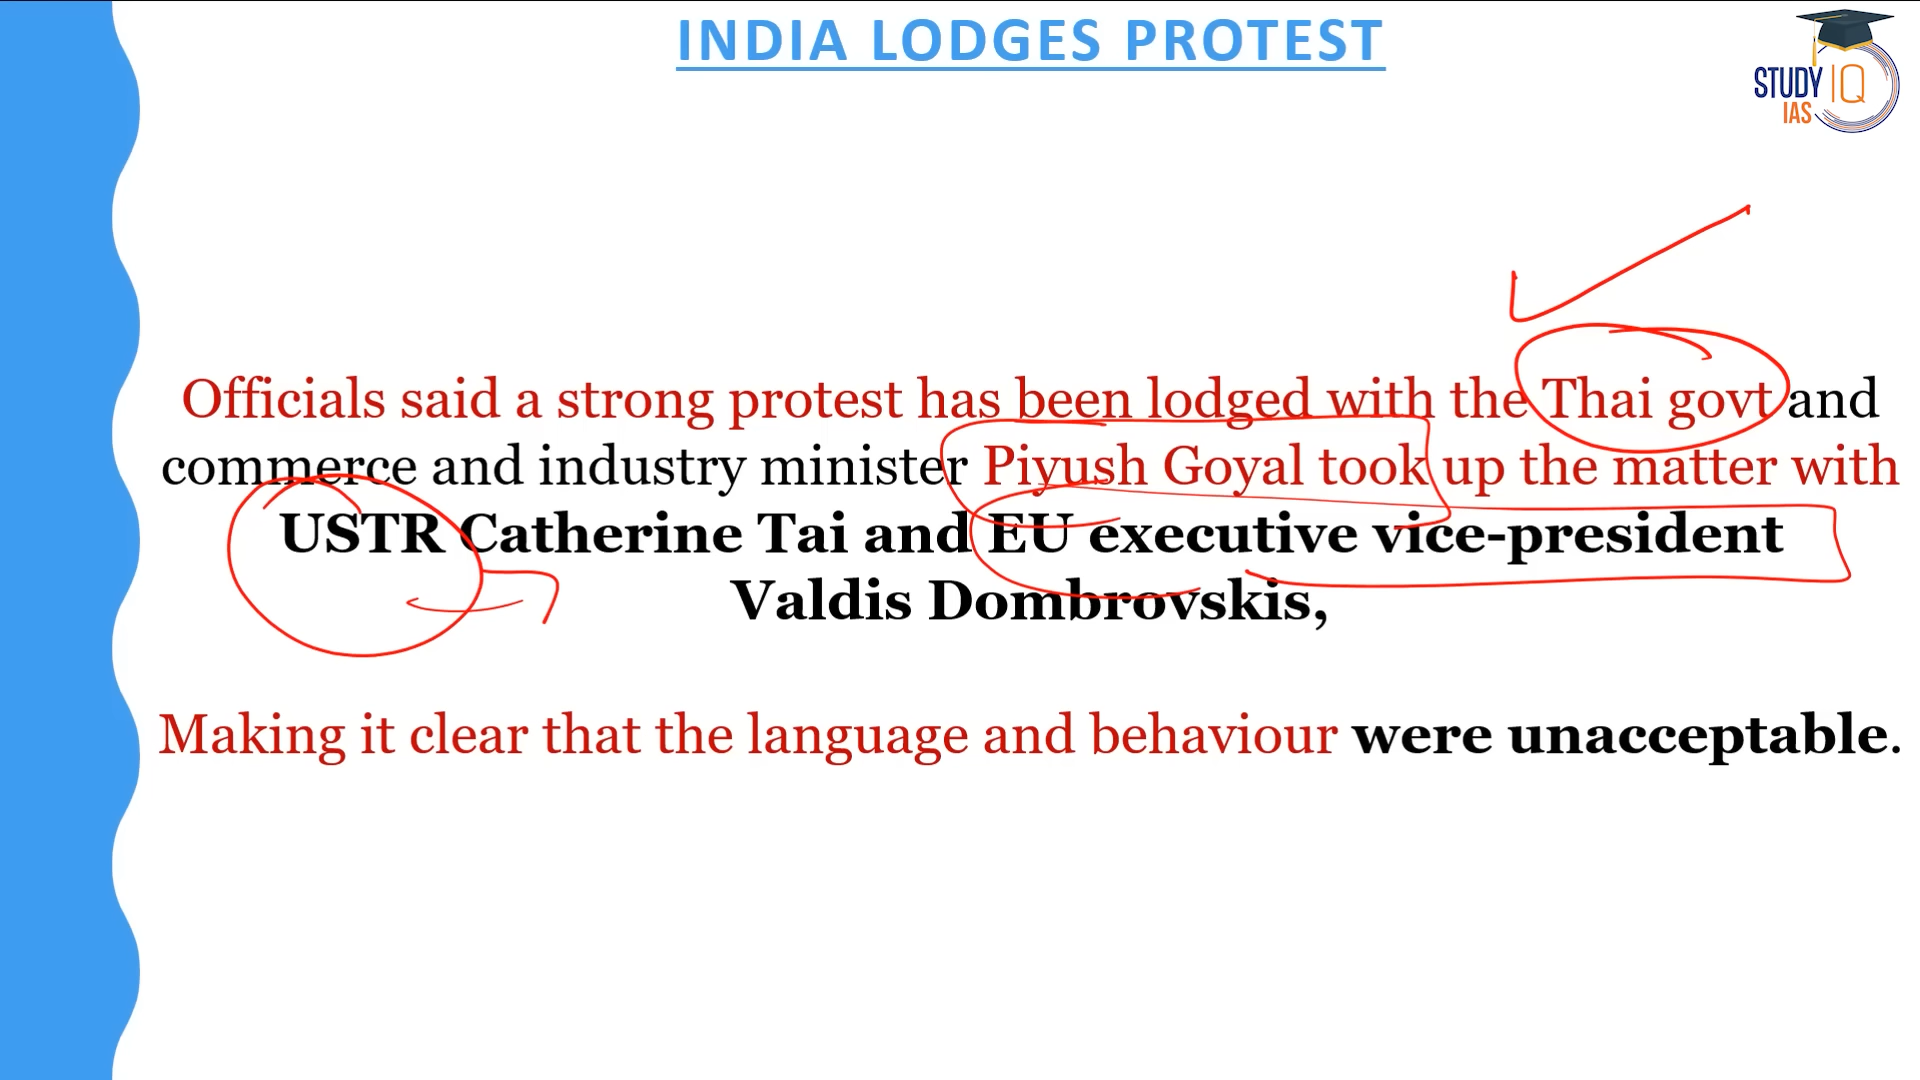 INDIA LODGES PROTEST
STUDY IQ
IAS
Officials said a strong protest has been lodged with the Thai govt and
commerce and industry minister Piyush Goyal took up the matter with
USTR Catherine Tai and EU executive vice-president
Valdis Dombrovskis,
Making it clear that the language and behaviour were unacceptable.